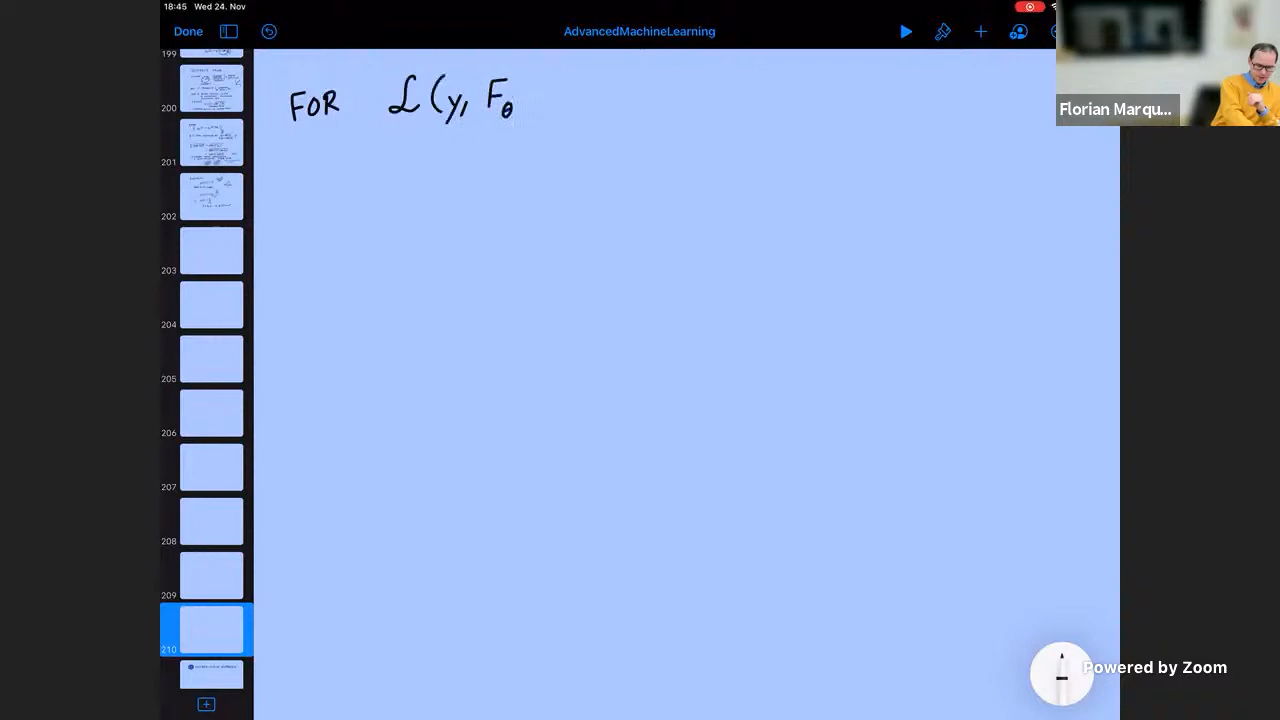 18:45 Wed 24. Nov
Done
AdvancedMachineLearning
199
200
201
202
203
204
205
206
207
208
209
210
FOR ℒ(y, F_θ
Florian Marqu...
Powered by Zoom